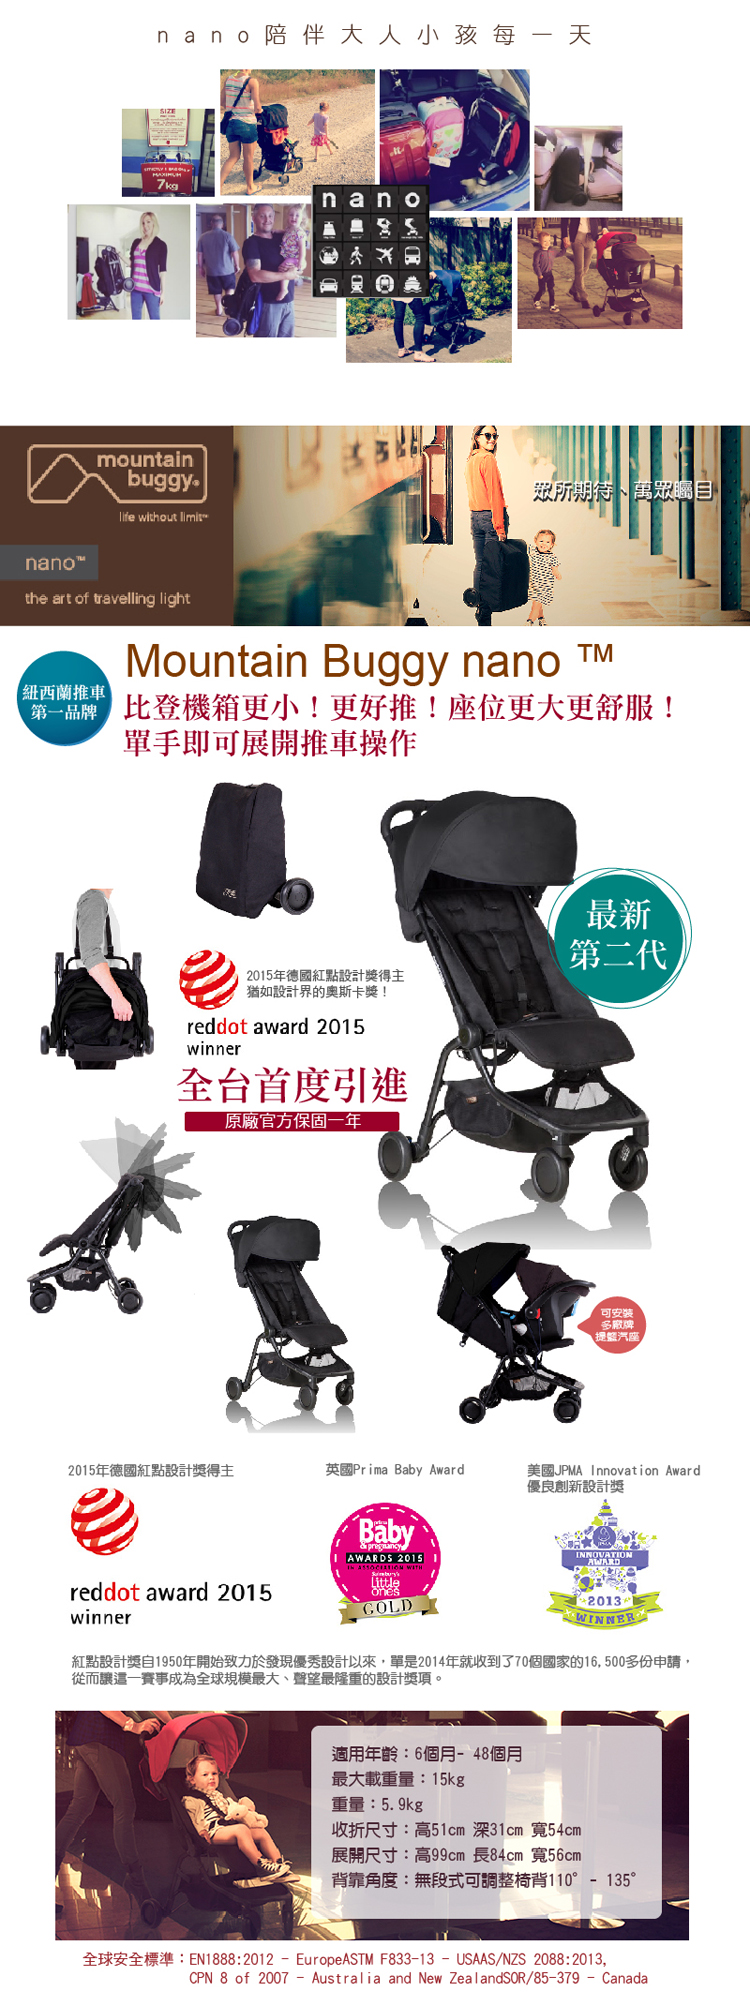 nano陪伴大人小孩每一天
SIZE
MAXIMUM
7kg
nano
mountain
buggy®
life without limit™
nano™
the art of travelling light
眾所期待、萬眾矚目
紐西蘭推車
第一品牌
Mountain Buggy nano ™
比登機箱更小！更好推！座位更大更舒服！
單手即可展開推車操作
最新
第二代
2015年德國紅點設計獎得主
猶如設計界的奧斯卡獎！
reddot award 2015
winner
全台首度引進
原廠官方保固一年
可安裝
多廠牌
提籃汽座
2015年德國紅點設計獎得主
英國Prima Baby Award
美國JPMA Innovation Award
優良創新設計獎
reddot award 2015
winner
prima
Baby
& pregnancy
AWARDS 2015
IN ASSOCIATION WITH
Sainsbury's
little
ones
GOLD
JPMA
INNOVATION
AWARD
2013
WINNER
紅點設計獎自1950年開始致力於發現優秀設計以來，單是2014年就收到了70個國家的16,500多份申請，
從而讓這一賽事成為全球規模最大、聲望最隆重的設計獎項。
適用年齡：6個月- 48個月
最大載重量：15kg
重量：5.9kg
收折尺寸：高51cm 深31cm 寬54cm
展開尺寸：高99cm 長84cm 寬56cm
背靠角度：無段式可調整椅背110° - 135°
全球安全標準：EN1888:2012 - EuropeASTM F833-13 - USAAS/NZS 2088:2013,
CPN 8 of 2007 - Australia and New ZealandSOR/85-379 - Canada